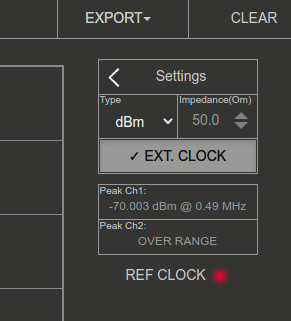 EXPORT CLEAR
Settings
Type Impedance(Om)
dBm 50.0
✓ EXT. CLOCK
Peak Ch1:
-70.003 dBm @ 0.49 MHz
Peak Ch2:
OVER RANGE
REF CLOCK